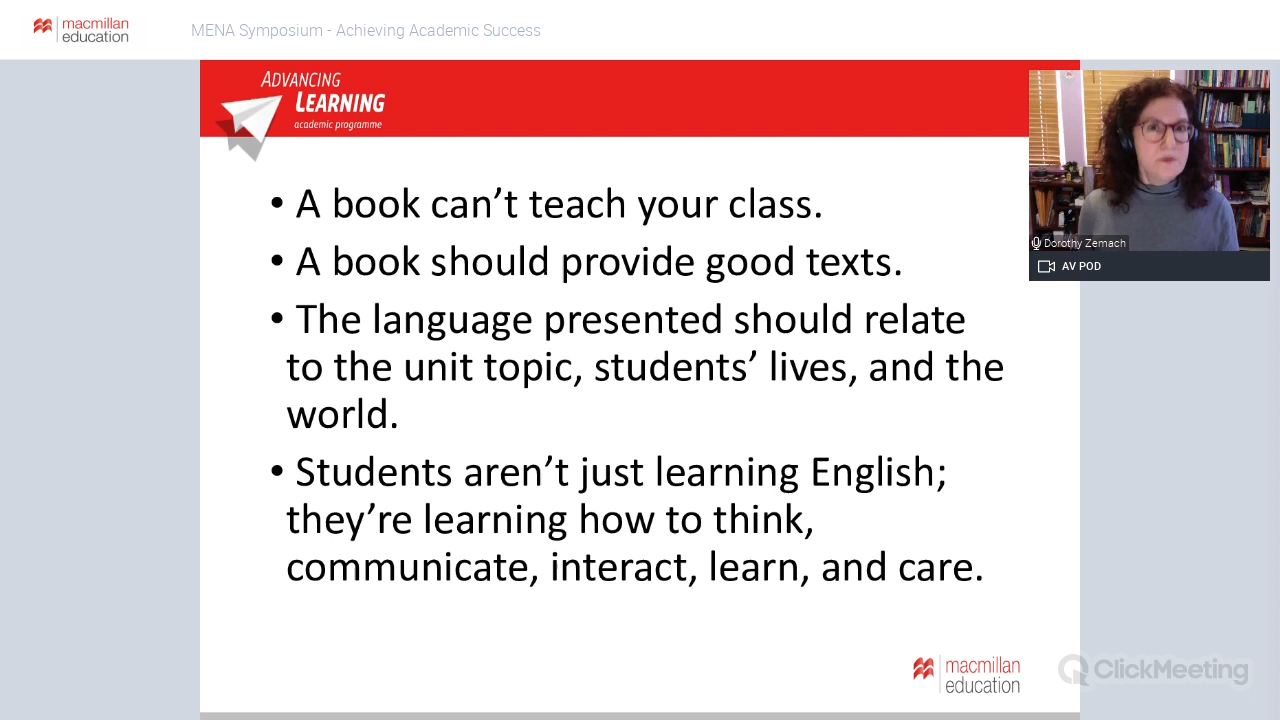 macmillan
education
MENA Symposium - Achieving Academic Success
ADVANCING
LEARNING
academic programme
• A book can’t teach your class.
• A book should provide good texts.
• The language presented should relate
to the unit topic, students’ lives, and the
world.
• Students aren’t just learning English;
they’re learning how to think,
communicate, interact, learn, and care.
Dorothy Zemach
AV POD
macmillan
education
ClickMeeting